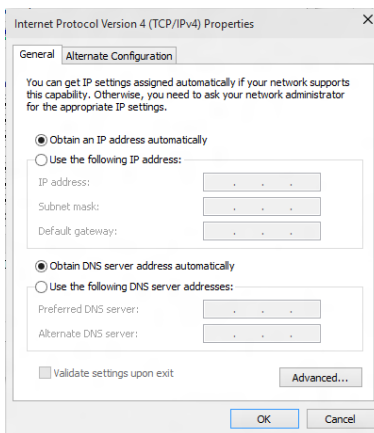 Internet Protocol Version 4 (TCP/IPv4) Properties
General
Alternate Configuration
You can get IP settings assigned automatically if your network supports
this capability. Otherwise, you need to ask your network administrator
for the appropriate IP settings.
Obtain an IP address automatically
Use the following IP address:
IP address:
Subnet mask:
Default gateway:
Obtain DNS server address automatically
Use the following DNS server addresses:
Preferred DNS server:
Alternate DNS server:
Validate settings upon exit
Advanced...
OK
Cancel